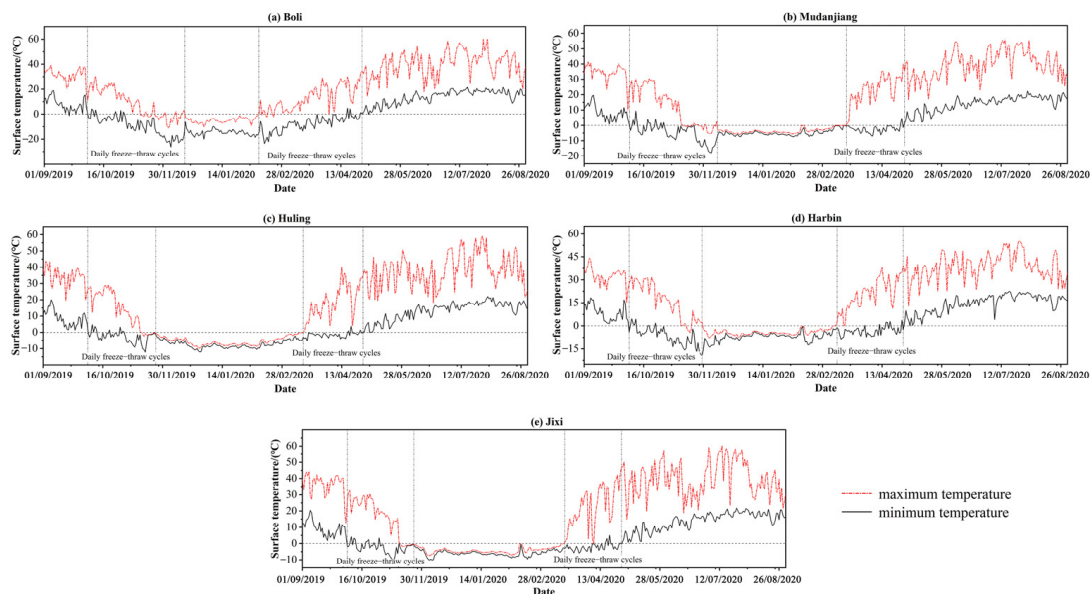 (a) Boli
Surface temperature/(°C)
60
40
20
0
−20
Daily freeze−thraw cycles
Daily freeze−thraw cycles
01/09/2019 16/10/2019 30/11/2019 14/01/2020 28/02/2020 13/04/2020 28/05/2020 12/07/2020 26/08/2020
Date
(b) Mudanjiang
Surface temperature/(°C)
60
50
40
30
20
10
0
−10
−20
Daily freeze−thraw cycles
Daily freeze−thraw cycles
01/09/2019 16/10/2019 30/11/2019 14/01/2020 28/02/2020 13/04/2020 28/05/2020 12/07/2020 26/08/2020
Date
(c) Huling
Surface temperature/(°C)
60
50
40
30
20
10
0
−10
Daily freeze−thraw cycles
Daily freeze−thraw cycles
01/09/2019 16/10/2019 30/11/2019 14/01/2020 28/02/2020 13/04/2020 28/05/2020 12/07/2020 26/08/2020
Date
(d) Harbin
Surface temperature/(°C)
60
45
30
15
0
−15
Daily freeze−thraw cycles
Daily freeze−thraw cycles
01/09/2019 16/10/2019 30/11/2019 14/01/2020 28/02/2020 13/04/2020 28/05/2020 12/07/2020 26/08/2020
Date
(e) Jixi
Surface temperature/(°C)
60
50
40
30
20
10
0
−10
Daily freeze−thraw cycles
Daily freeze−thraw cycles
01/09/2019 16/10/2019 30/11/2019 14/01/2020 28/02/2020 13/04/2020 28/05/2020 12/07/2020 26/08/2020
Date
maximum temperature
minimum temperature